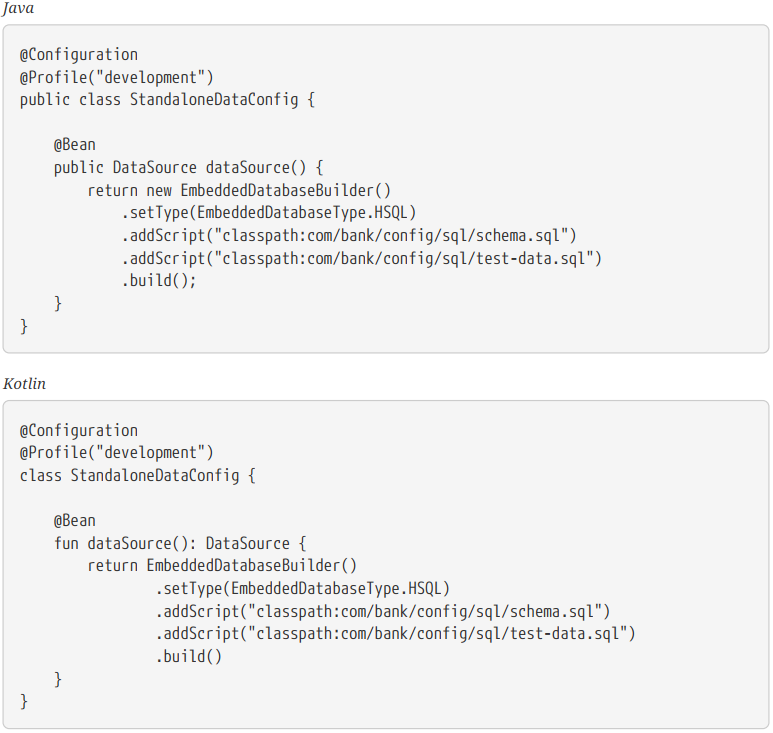 Java
@Configuration
@Profile("development")
public class StandaloneDataConfig {
    @Bean
    public DataSource dataSource() {
        return new EmbeddedDatabaseBuilder()
            .setType(EmbeddedDatabaseType.HSQL)
            .addScript("classpath:com/bank/config/sql/schema.sql")
            .addScript("classpath:com/bank/config/sql/test-data.sql")
            .build();
    }
}
Kotlin
@Configuration
@Profile("development")
class StandaloneDataConfig {
    @Bean
    fun dataSource(): DataSource {
        return EmbeddedDatabaseBuilder()
                .setType(EmbeddedDatabaseType.HSQL)
                .addScript("classpath:com/bank/config/sql/schema.sql")
                .addScript("classpath:com/bank/config/sql/test-data.sql")
                .build()
    }
}